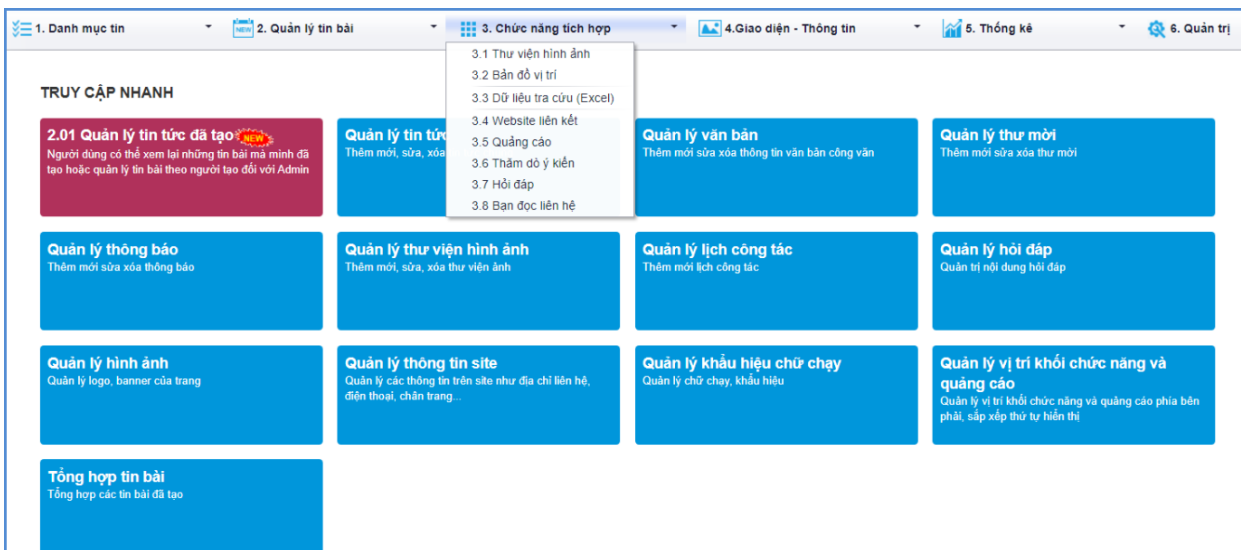 1. Danh mục tin
NEW 2. Quản lý tin bài
3. Chức năng tích hợp
4.Giao diện - Thông tin
5. Thống kê
6. Quản trị
3.1 Thư viện hình ảnh
3.2 Bản đồ vị trí
3.3 Dữ liệu tra cứu (Excel)
3.4 Website liên kết
3.5 Quảng cáo
3.6 Thăm dò ý kiến
3.7 Hỏi đáp
3.8 Bạn đọc liên hệ
TRUY CẬP NHANH
2.01 Quản lý tin tức đã tạo NEW
Người dùng có thể xem lại những tin bài mà mình đã
tạo hoặc quản lý tin bài theo người tạo đối với Admin
Quản lý tin tức
Thêm mới, sửa, xóa
Quản lý văn bản
Thêm mới sửa xóa thông tin văn bản công văn
Quản lý thư mời
Thêm mới sửa xóa thư mời
Quản lý thông báo
Thêm mới sửa xóa thông báo
Quản lý thư viện hình ảnh
Thêm mới, sửa, xóa thư viện ảnh
Quản lý lịch công tác
Thêm mới lịch công tác
Quản lý hỏi đáp
Quản trị nội dung hỏi đáp
Quản lý hình ảnh
Quản lý logo, banner của trang
Quản lý thông tin site
Quản lý các thông tin trên site như địa chỉ liên hệ,
điện thoại, chân trang...
Quản lý khẩu hiệu chữ chạy
Quản lý chữ chạy, khẩu hiệu
Quản lý vị trí khối chức năng và
quảng cáo
Quản lý vị trí khối chức năng và quảng cáo phía bên
phải, sắp xếp thứ tự hiển thị
Tổng hợp tin bài
Tổng hợp các tin bài đã tạo